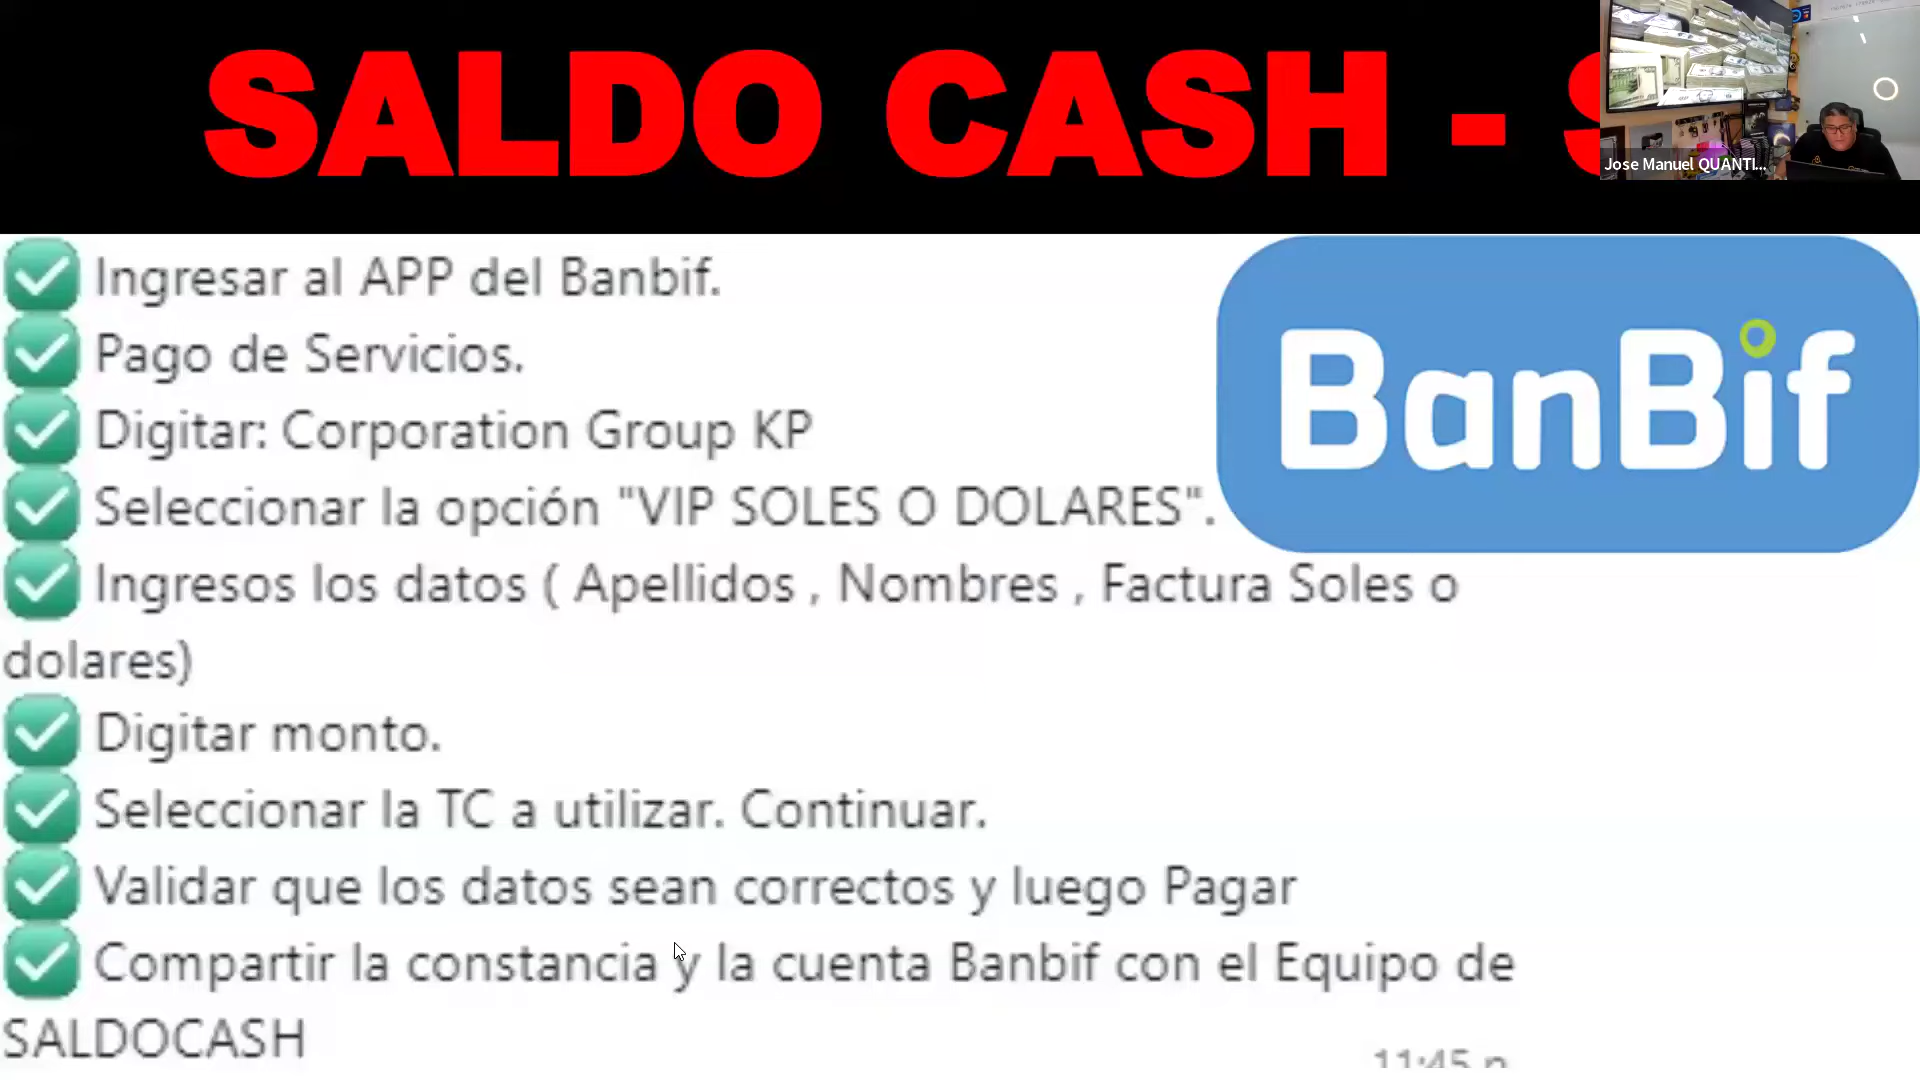 SALDO CASH - S
Jose Manuel QUANTI...
Ingresar al APP del Banbif.
Pago de Servicios.
Digitar: Corporation Group KP
Seleccionar la opción "VIP SOLES O DOLARES".
BanBif
Ingresos los datos ( Apellidos , Nombres , Factura Soles o
dolares)
Digitar monto.
Seleccionar la TC a utilizar. Continuar.
Validar que los datos sean correctos y luego Pagar
Compartir la constancia y la cuenta Banbif con el Equipo de
SALDOCASH
11:45 p